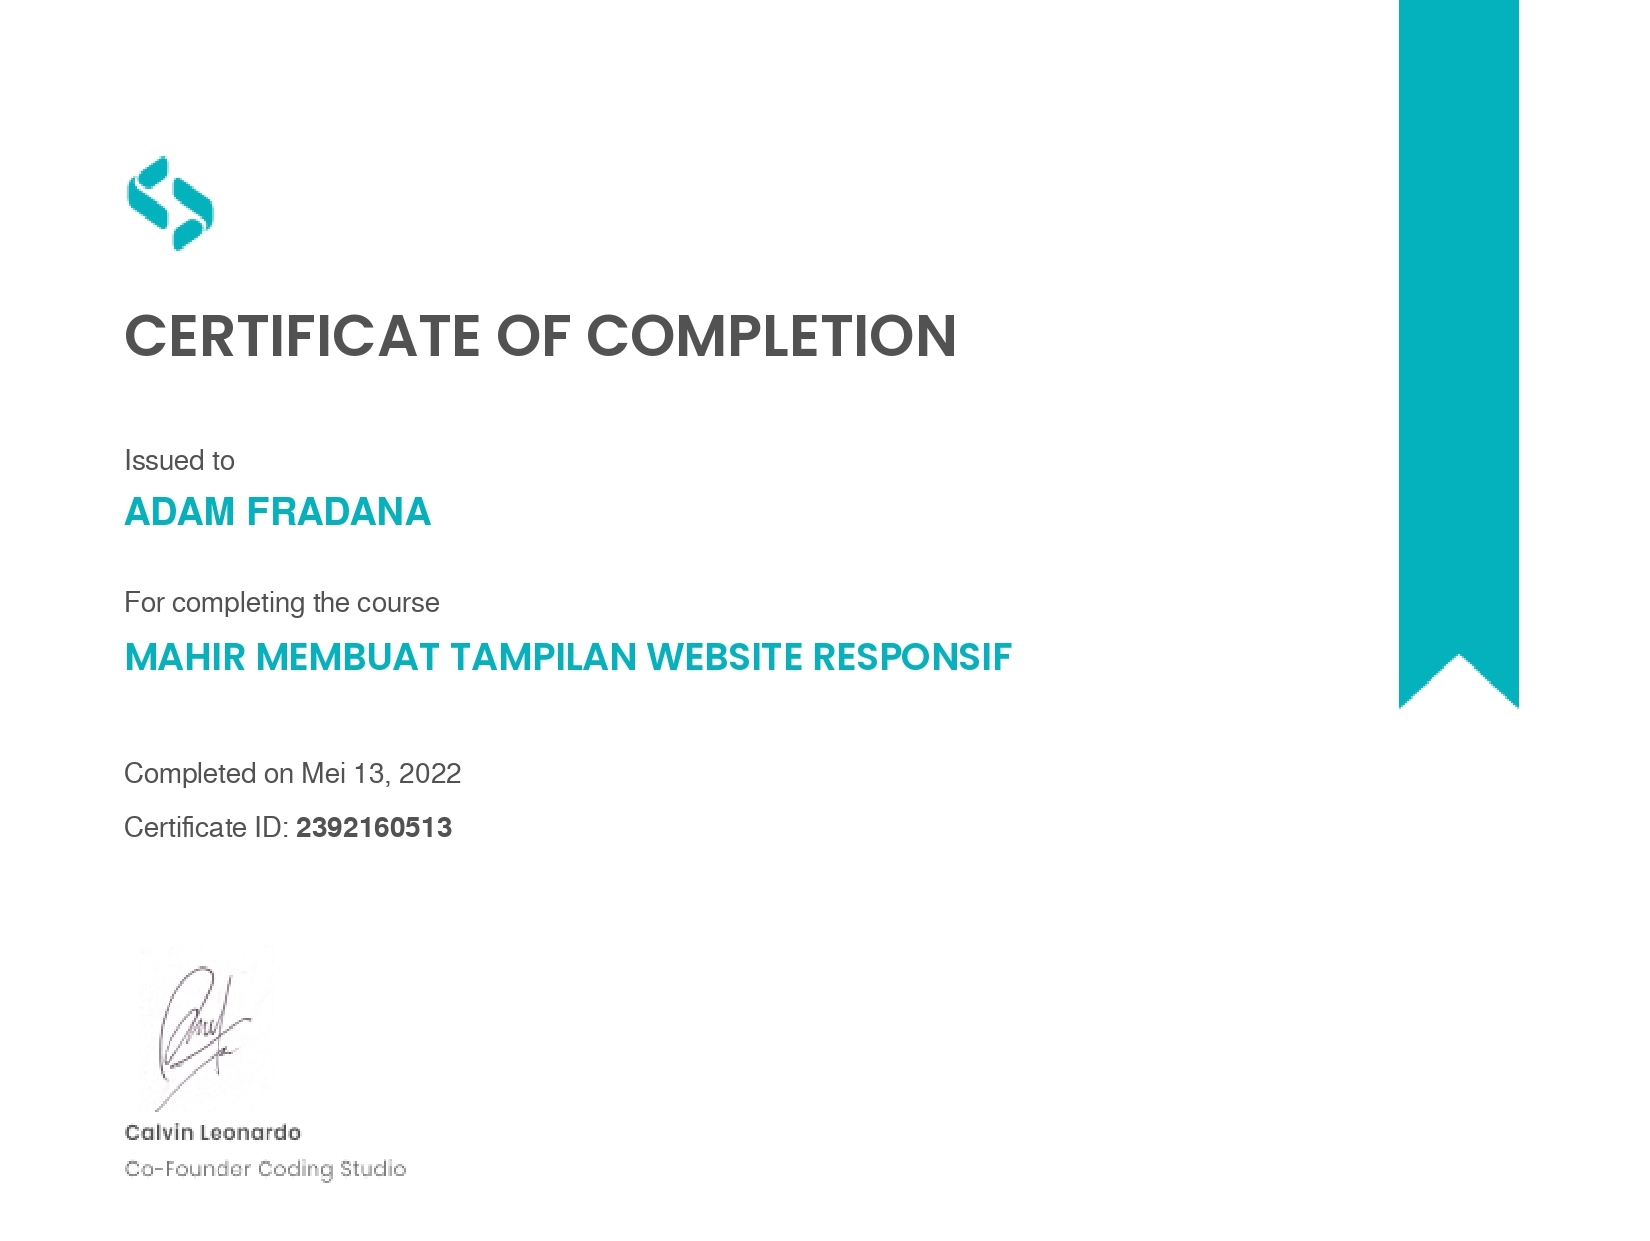 CERTIFICATE OF COMPLETION
Issued to
ADAM FRADANA
For completing the course
MAHIR MEMBUAT TAMPILAN WEBSITE RESPONSIF
Completed on Mei 13, 2022
Certificate ID: 2392160513
Calvin Leonardo
Co-Founder Coding Studio